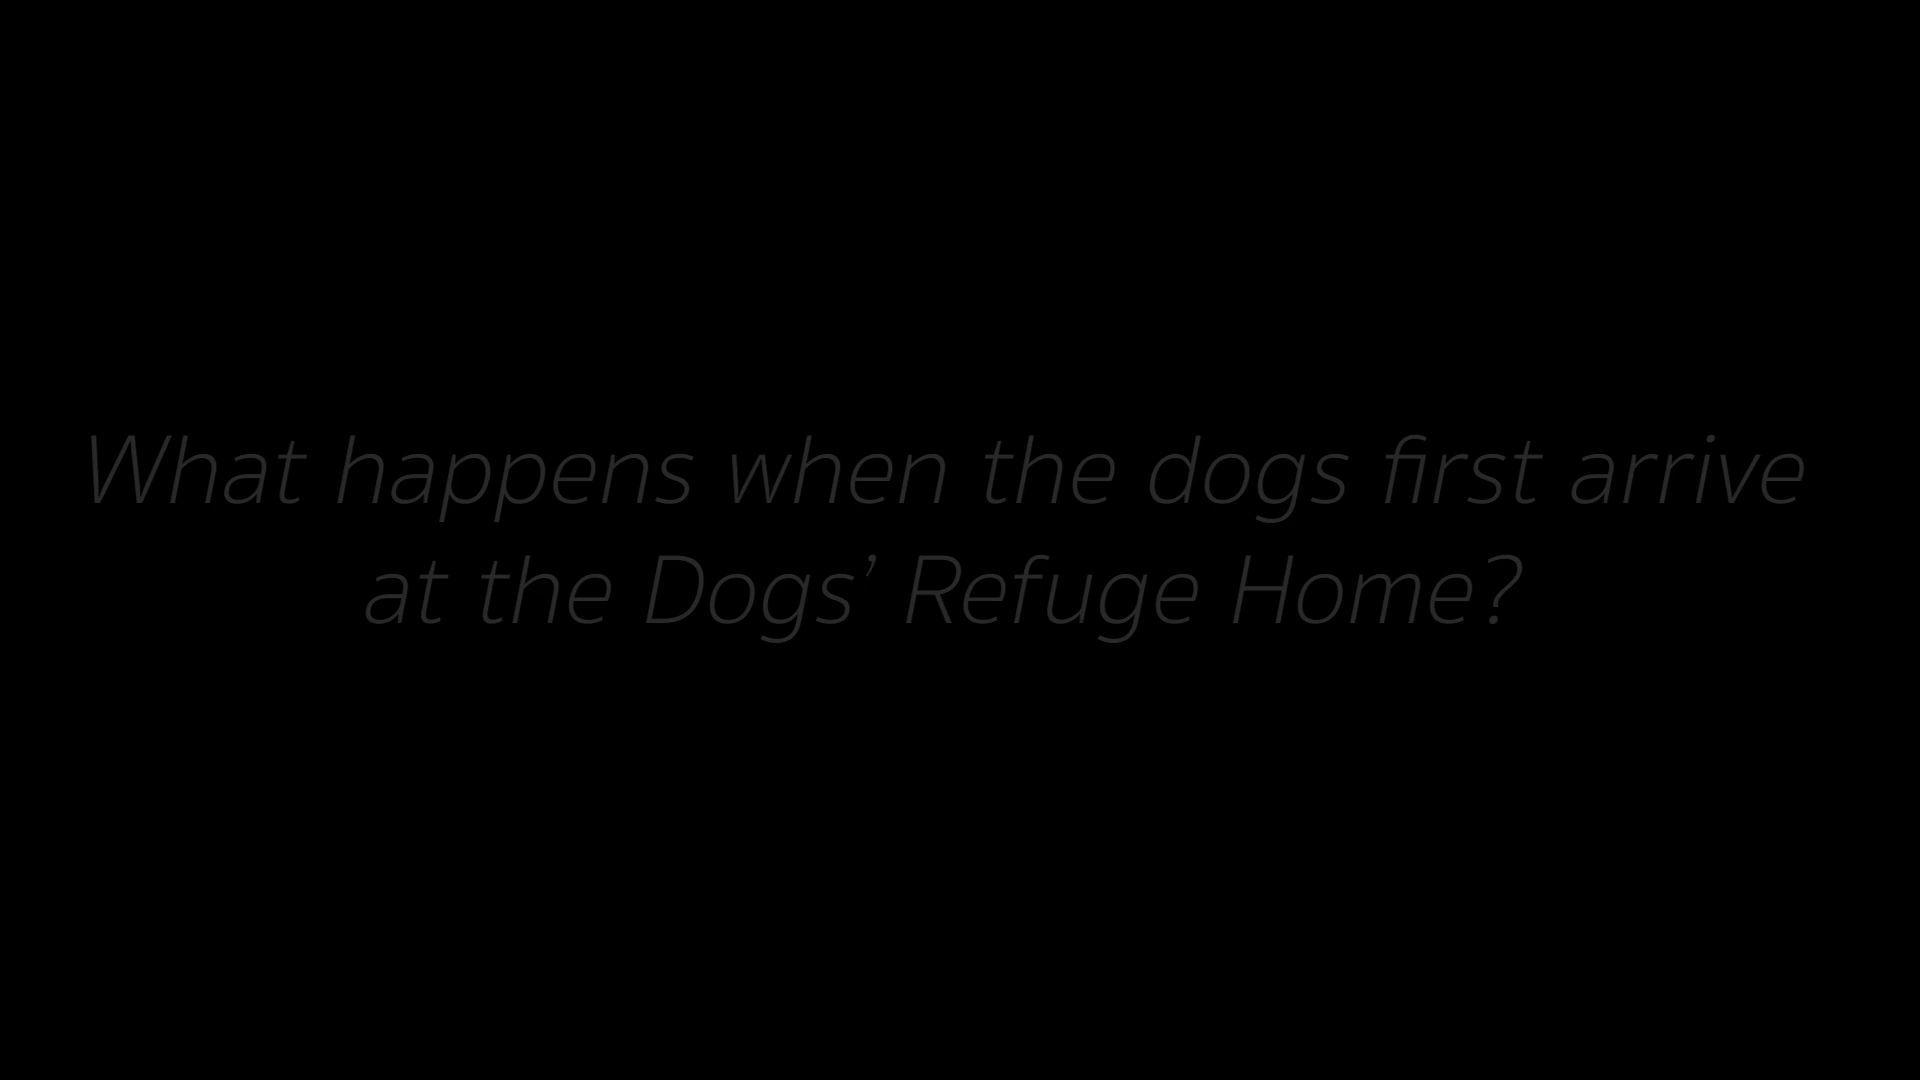 What happens when the dogs first arrive
at the Dogs’ Refuge Home?